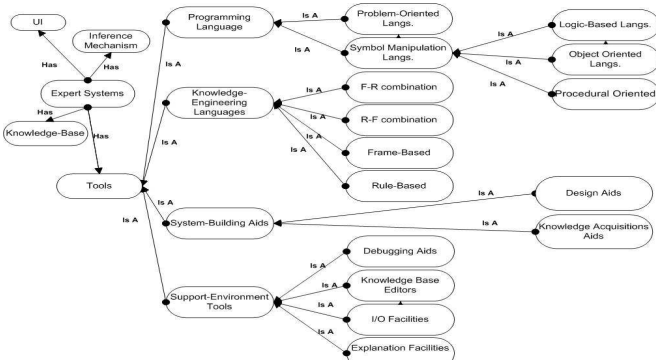 UI
Inference
Mechanism
Has
Has
Expert Systems
Has
Knowledge-Base
Has
Tools
Is A
Programming
Language
Is A
Problem-Oriented
Langs.
Is A
Symbol Manipulation
Langs.
Is A
Logic-Based Langs.
Is A
Object Oriented
Langs.
Is A
Procedural Oriented
Is A
Knowledge-
Engineering
Languages
Is A
F-R combination
Is A
R-F combination
Is A
Frame-Based
Is A
Rule-Based
Is A
System-Building Aids
Is A
Design Aids
Is A
Knowledge Acquisitions
Aids
Is A
Support-Environment
Tools
Is A
Debugging Aids
Is A
Knowledge Base
Editors
Is A
I/O Facilities
Is A
Explanation Facilities